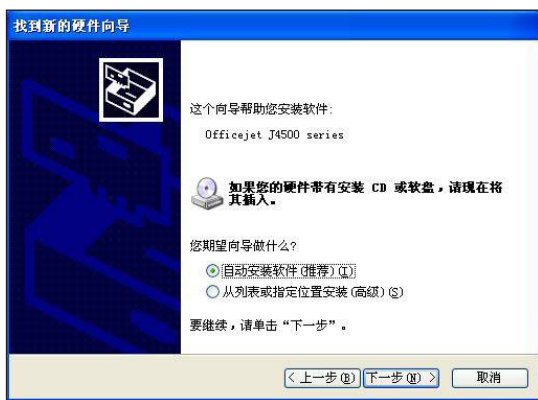 找到新的硬件向导
这个向导帮助您安装软件:
Officejet J4500 series
如果您的硬件带有安装 CD 或软盘，请现在将
其插入。
您期望向导做什么?
自动安装软件(推荐)(I)
从列表或指定位置安装(高级)(S)
要继续，请单击“下一步”。
<上一步(B) 下一步(N)> 取消